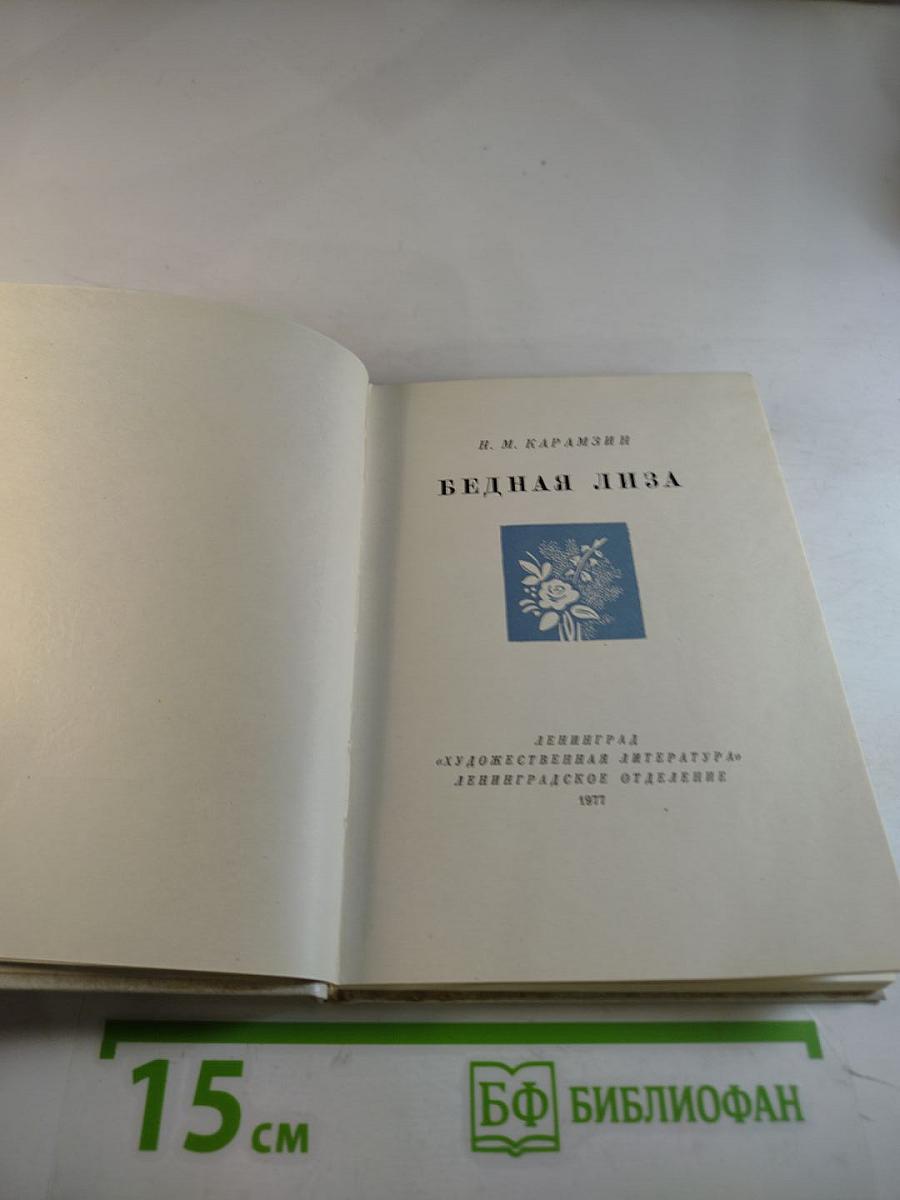 Н. М. КАРАМЗИН
БЕДНАЯ ЛИЗА
ЛЕНИНГРАД
«ХУДОЖЕСТВЕННАЯ ЛИТЕРАТУРА»
ЛЕНИНГРАДСКОЕ ОТДЕЛЕНИЕ
1977
15 см
БФ БИБЛИОФАН